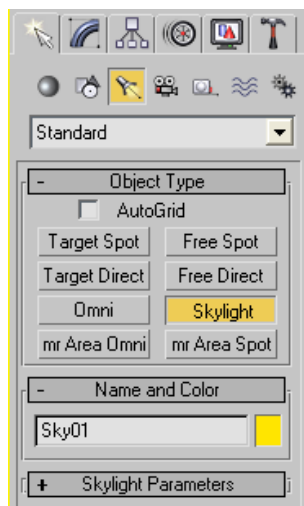 Standard
- Object Type
AutoGrid
Target Spot Free Spot
Target Direct Free Direct
Omni Skylight
mr Area Omni mr Area Spot
- Name and Color
Sky01
+ Skylight Parameters